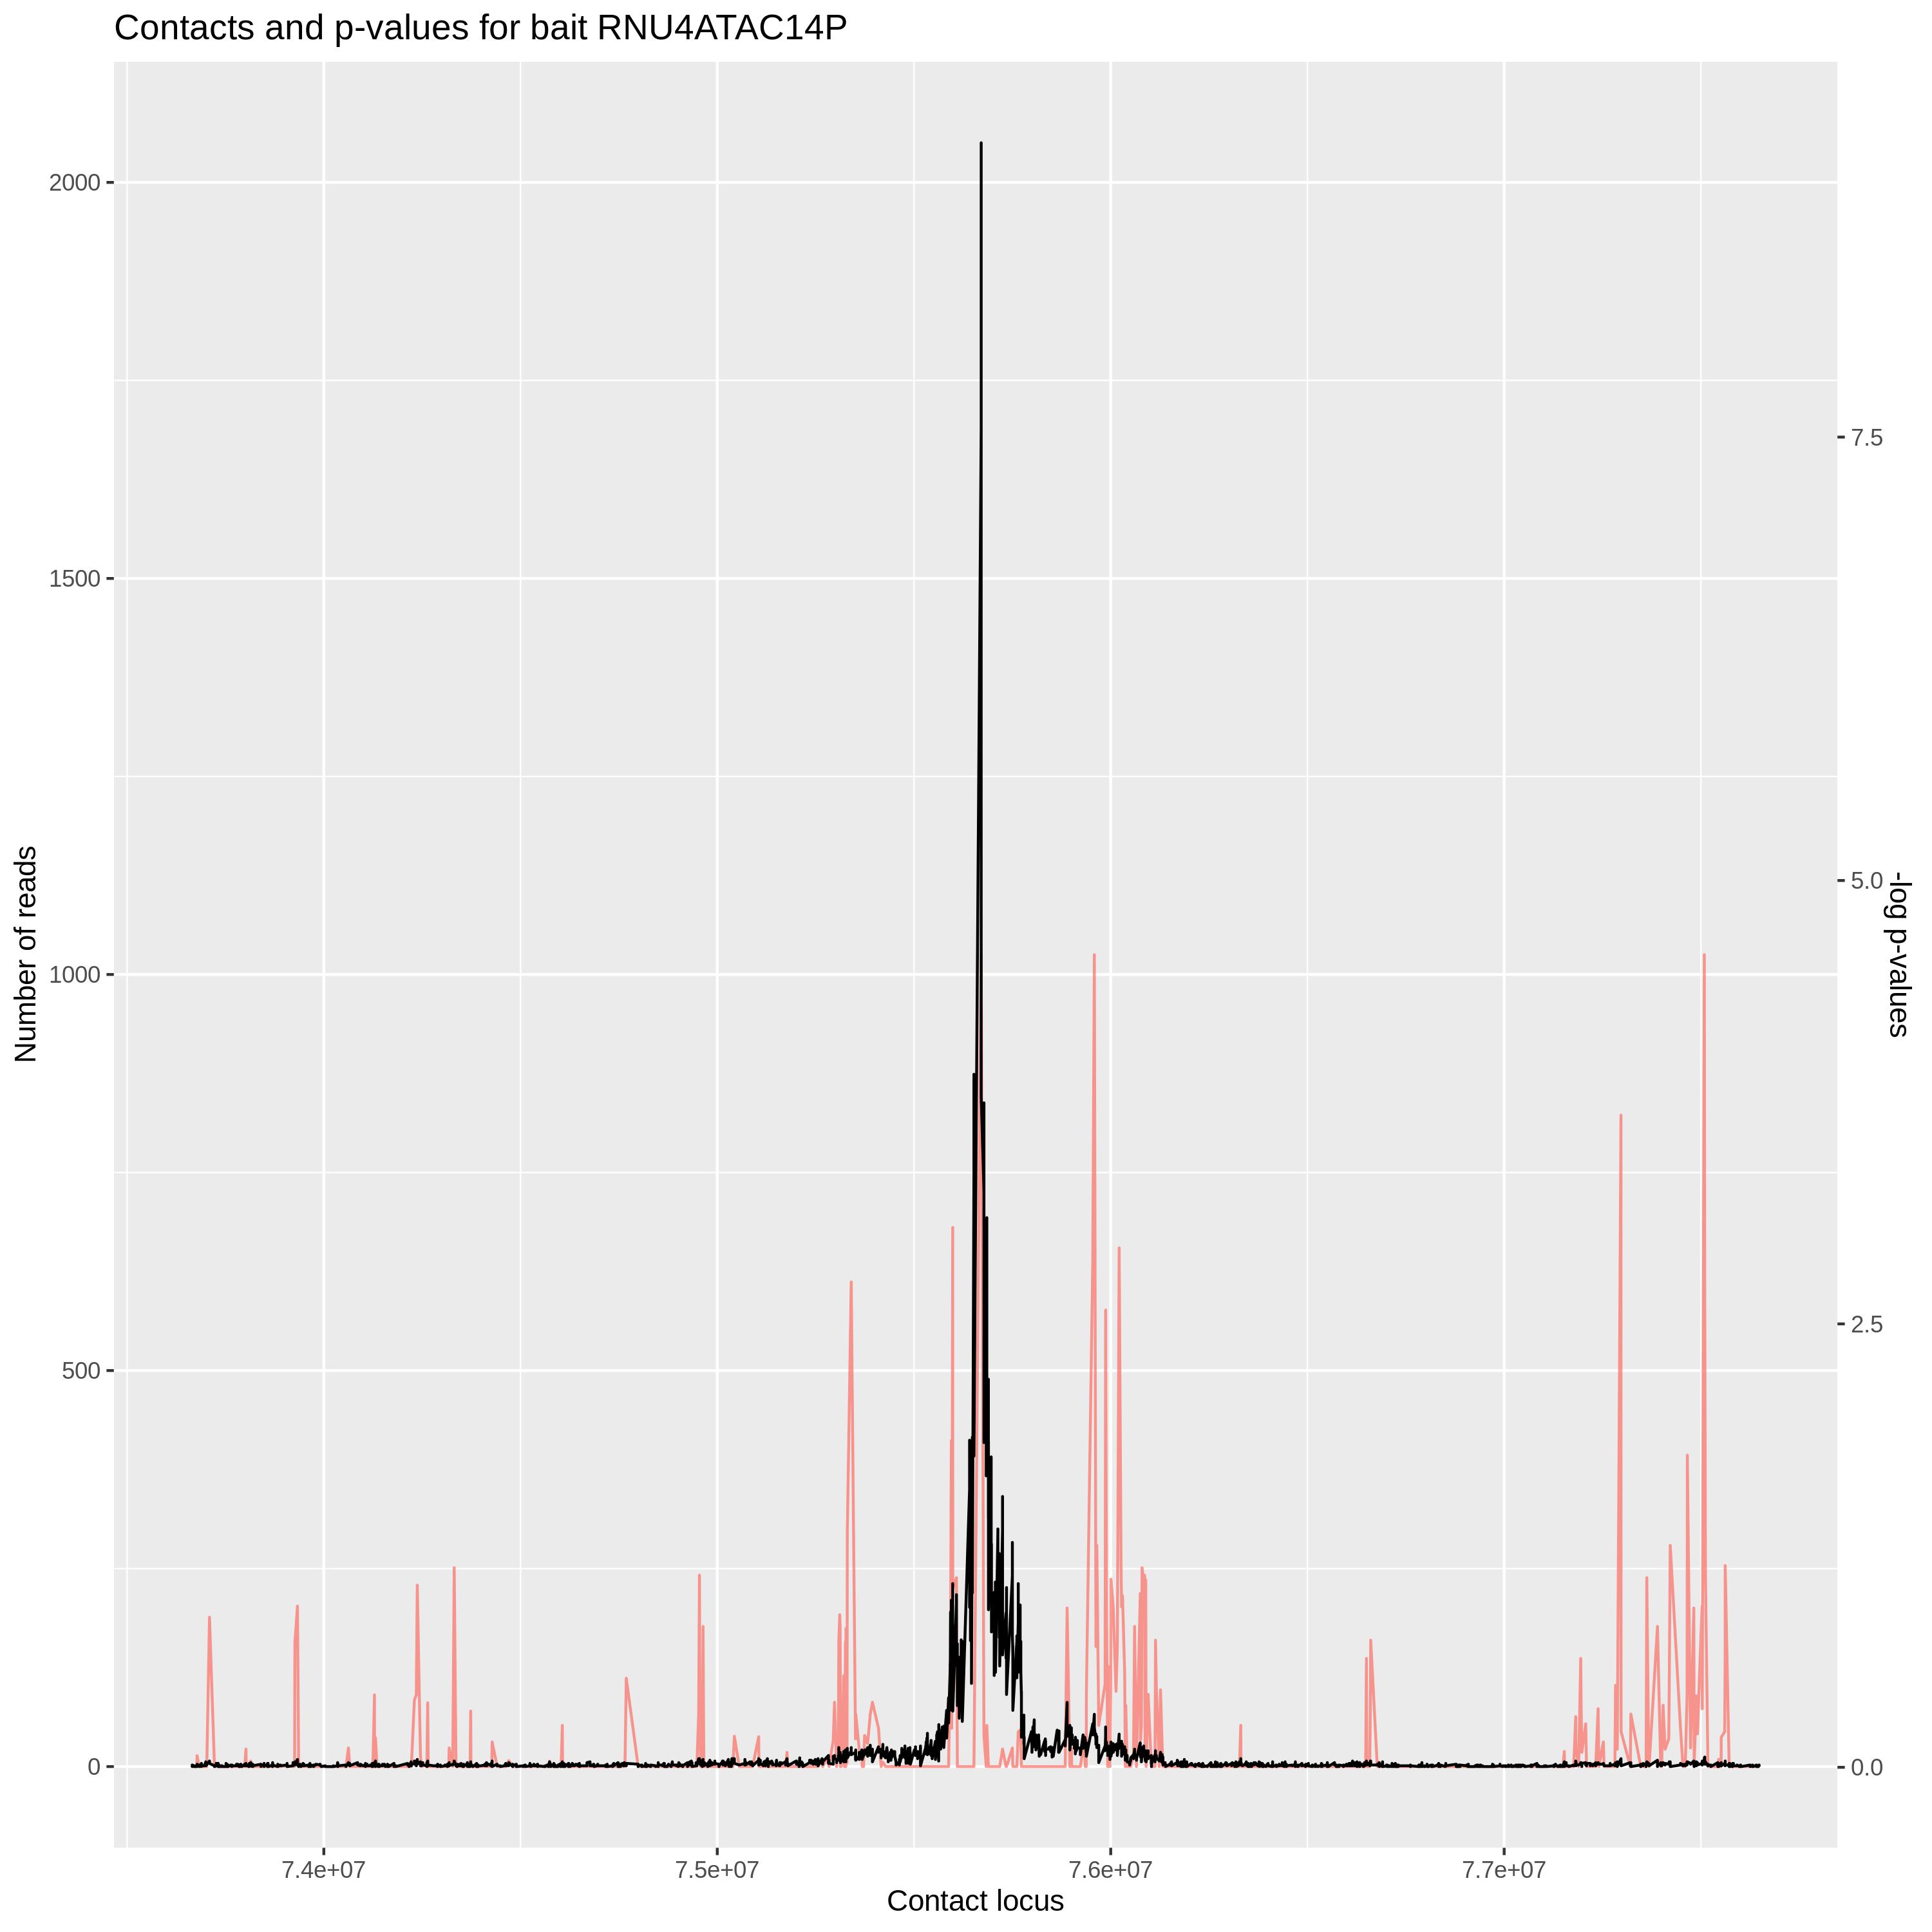 Contacts and p-values for bait RNU4ATAC14P
Number of reads
2000
1500
1000
500
0
7.5
5.0
2.5
0.0
-log p-values
7.4e+07 7.5e+07 7.6e+07 7.7e+07
Contact locus